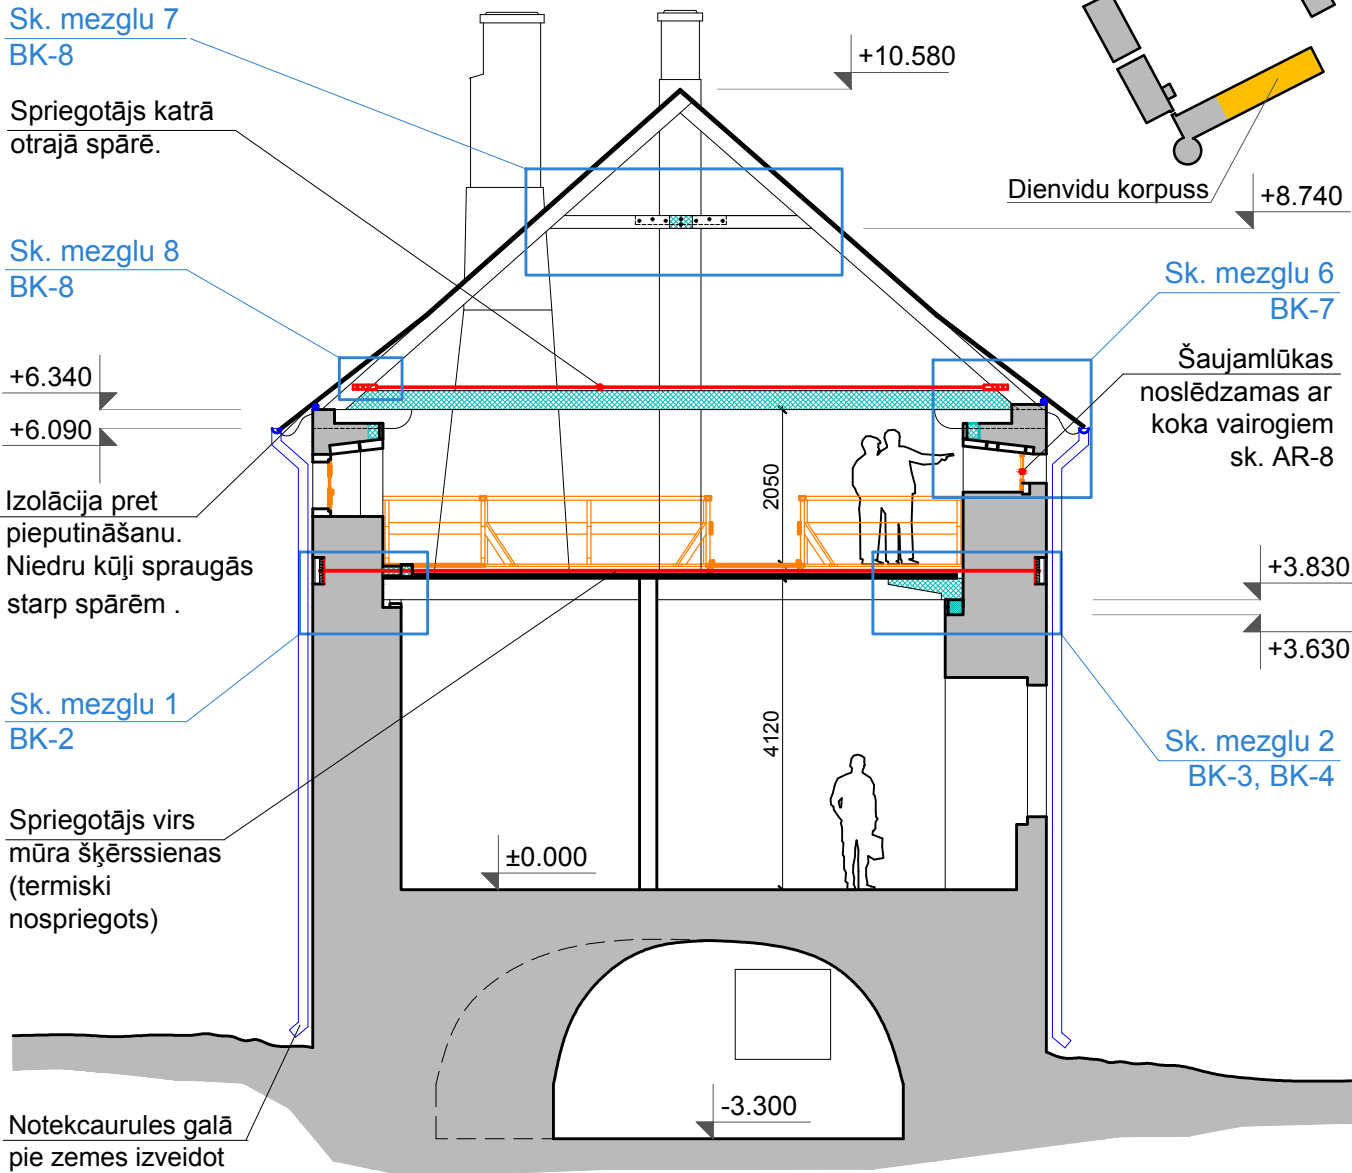 Sk. mezglu 7
BK-8
Spriegotājs katrā
otrajā spārē.
+10.580
Dienvidu korpuss
+8.740
Sk. mezglu 8
BK-8
Sk. mezglu 6
BK-7
Šaujamlūkas
noslēdzamas ar
koka vairogiem
sk. AR-8
+6.340
+6.090
2050
Izolācija pret
pieputināšanu.
Niedru kūļi spraugās
starp spārēm .
+3.830
+3.630
Sk. mezglu 1
BK-2
4120
Sk. mezglu 2
BK-3, BK-4
Spriegotājs virs
mūra šķērssienas
(termiski
nospriegots)
±0.000
-3.300
Notekcaurules galā
pie zemes izveidot